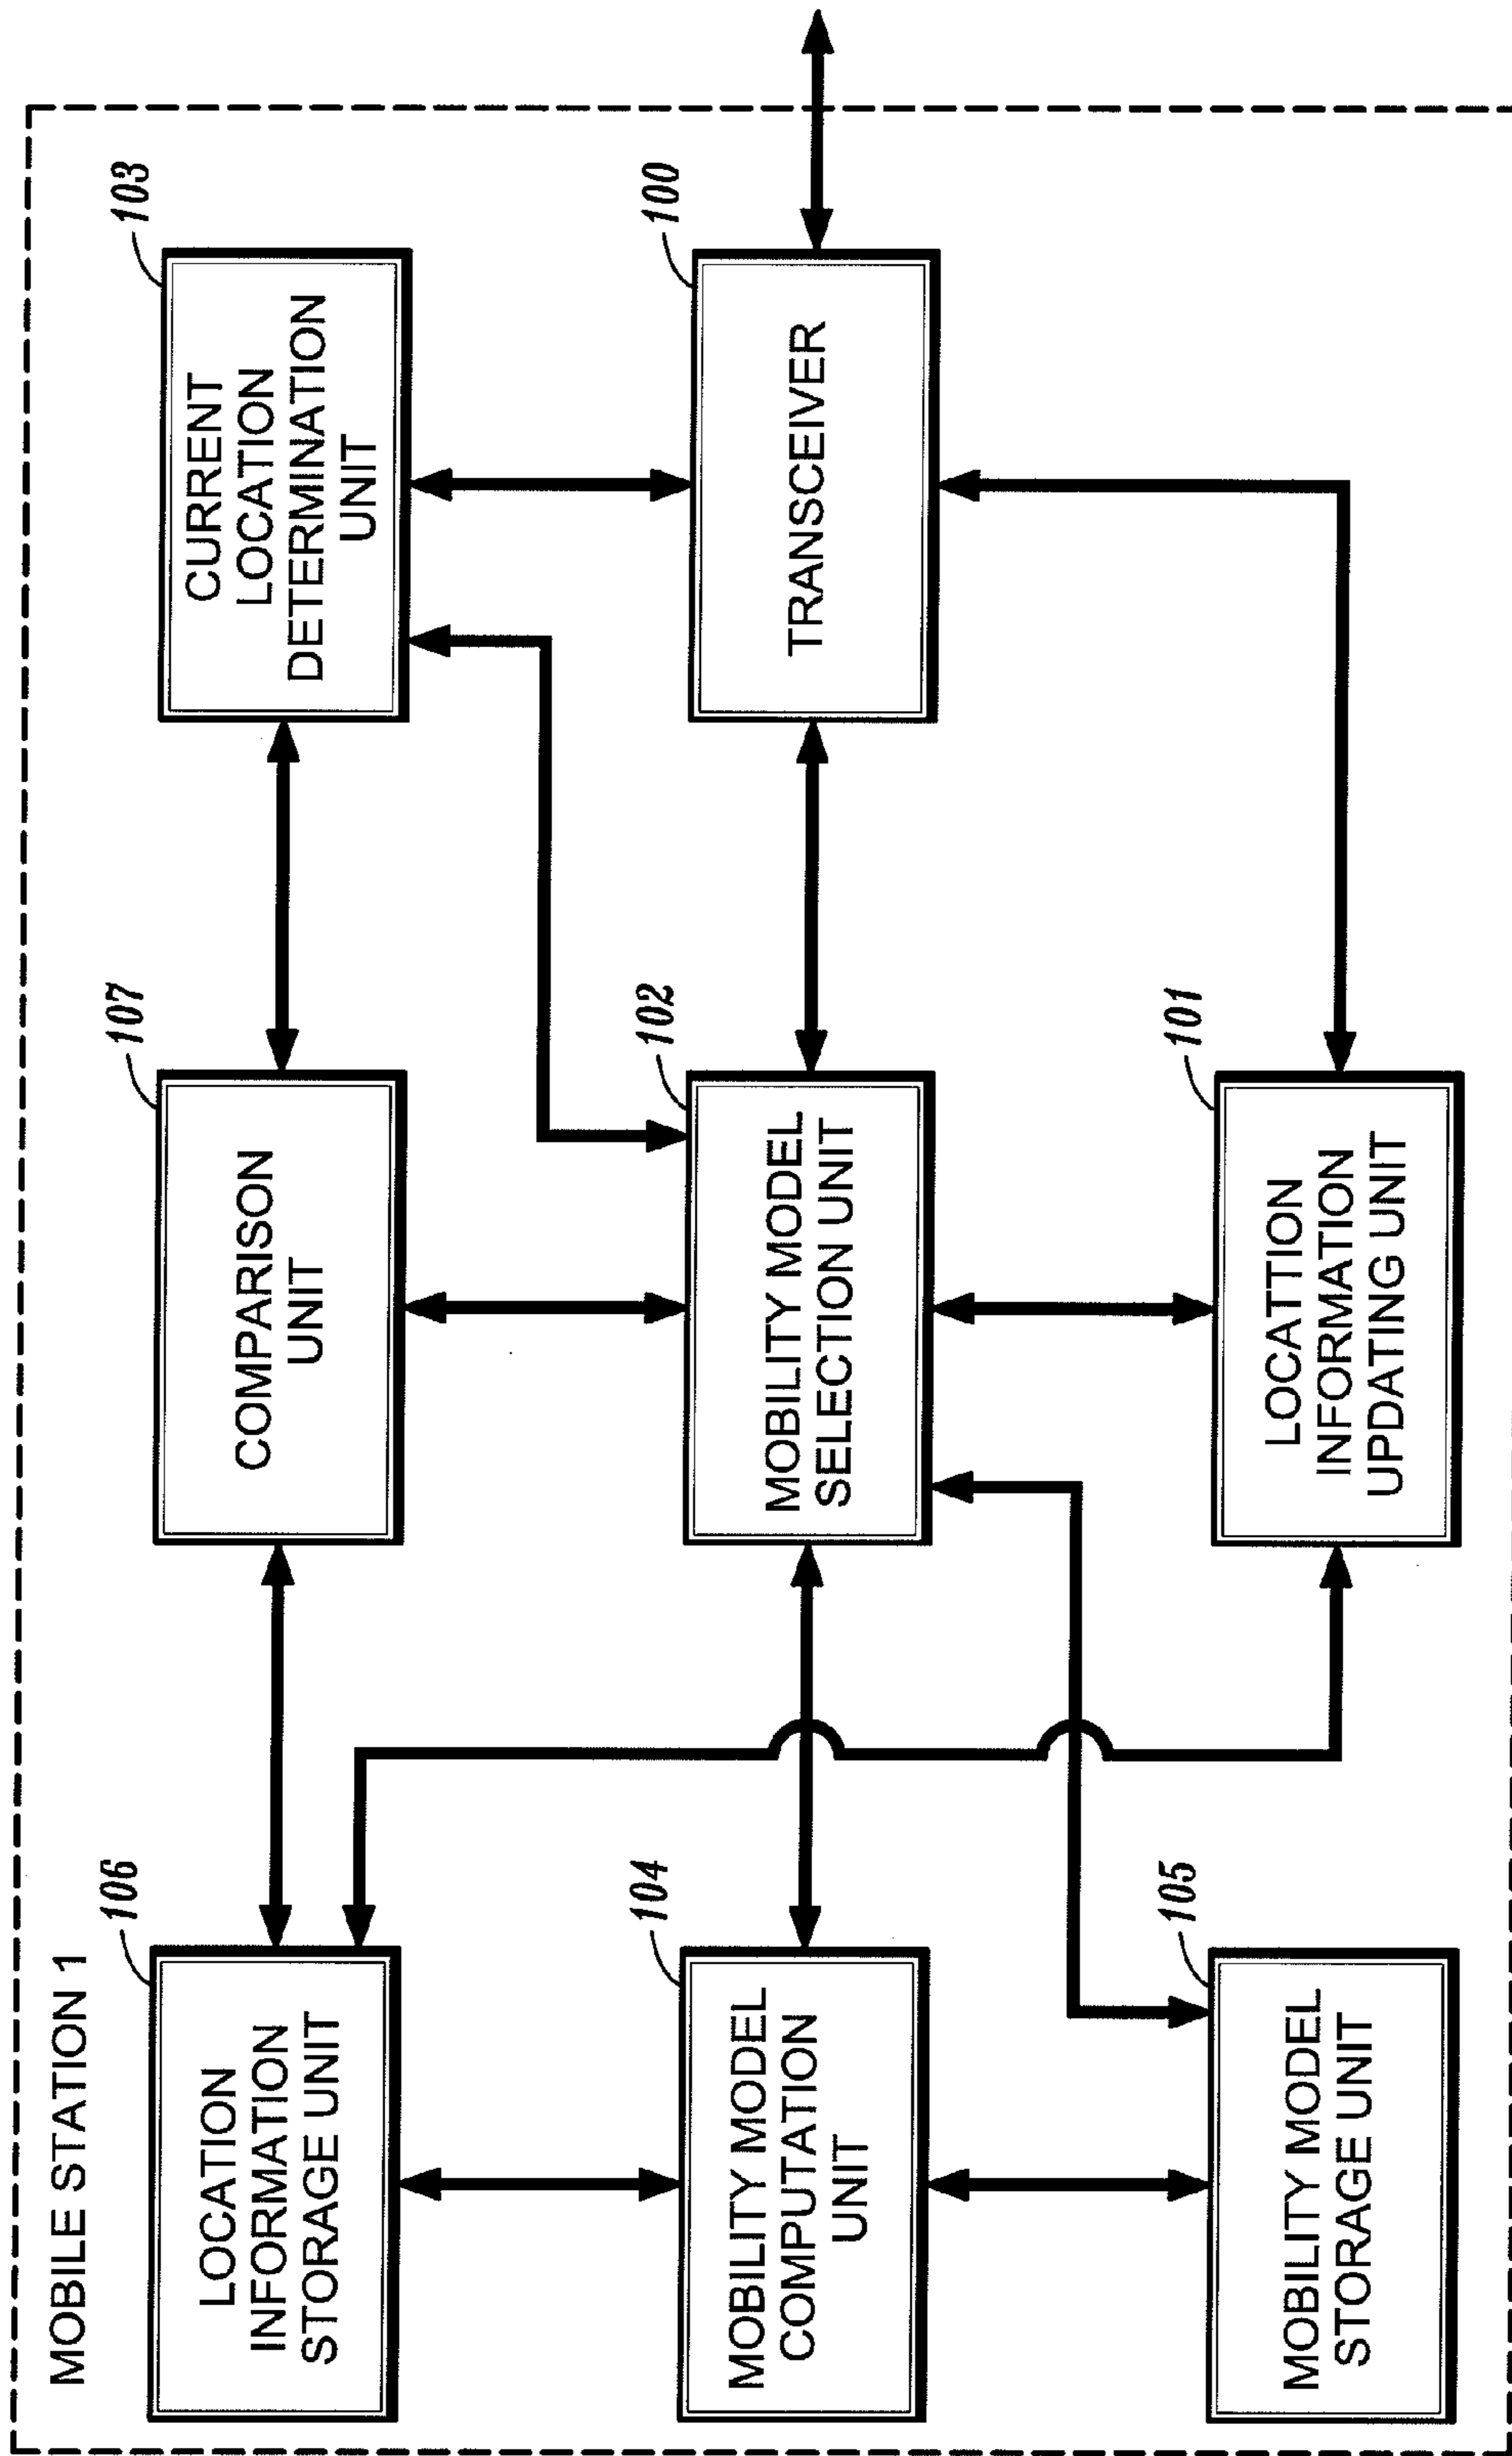 MOBILE STATION 1
106
LOCATION
INFORMATION
STORAGE UNIT
107
COMPARISON
UNIT
103
CURRENT
LOCATION
DETERMINATION
UNIT
104
MOBILITY MODEL
COMPUTATION
UNIT
102
MOBILITY MODEL
SELECTION UNIT
100
TRANSCEIVER
105
MOBILITY MODEL
STORAGE UNIT
101
LOCATTION
INFORMATION
UPDATING UNIT